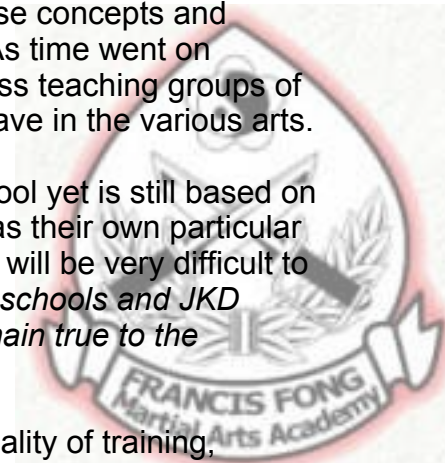 se concepts and
As time went on
ss teaching groups of
ave in the various arts.
ool yet is still based on
as their own particular
will be very difficult to
schools and JKD
main true to the
ality of training,
FRANCIS FONG
Martial Arts Academy